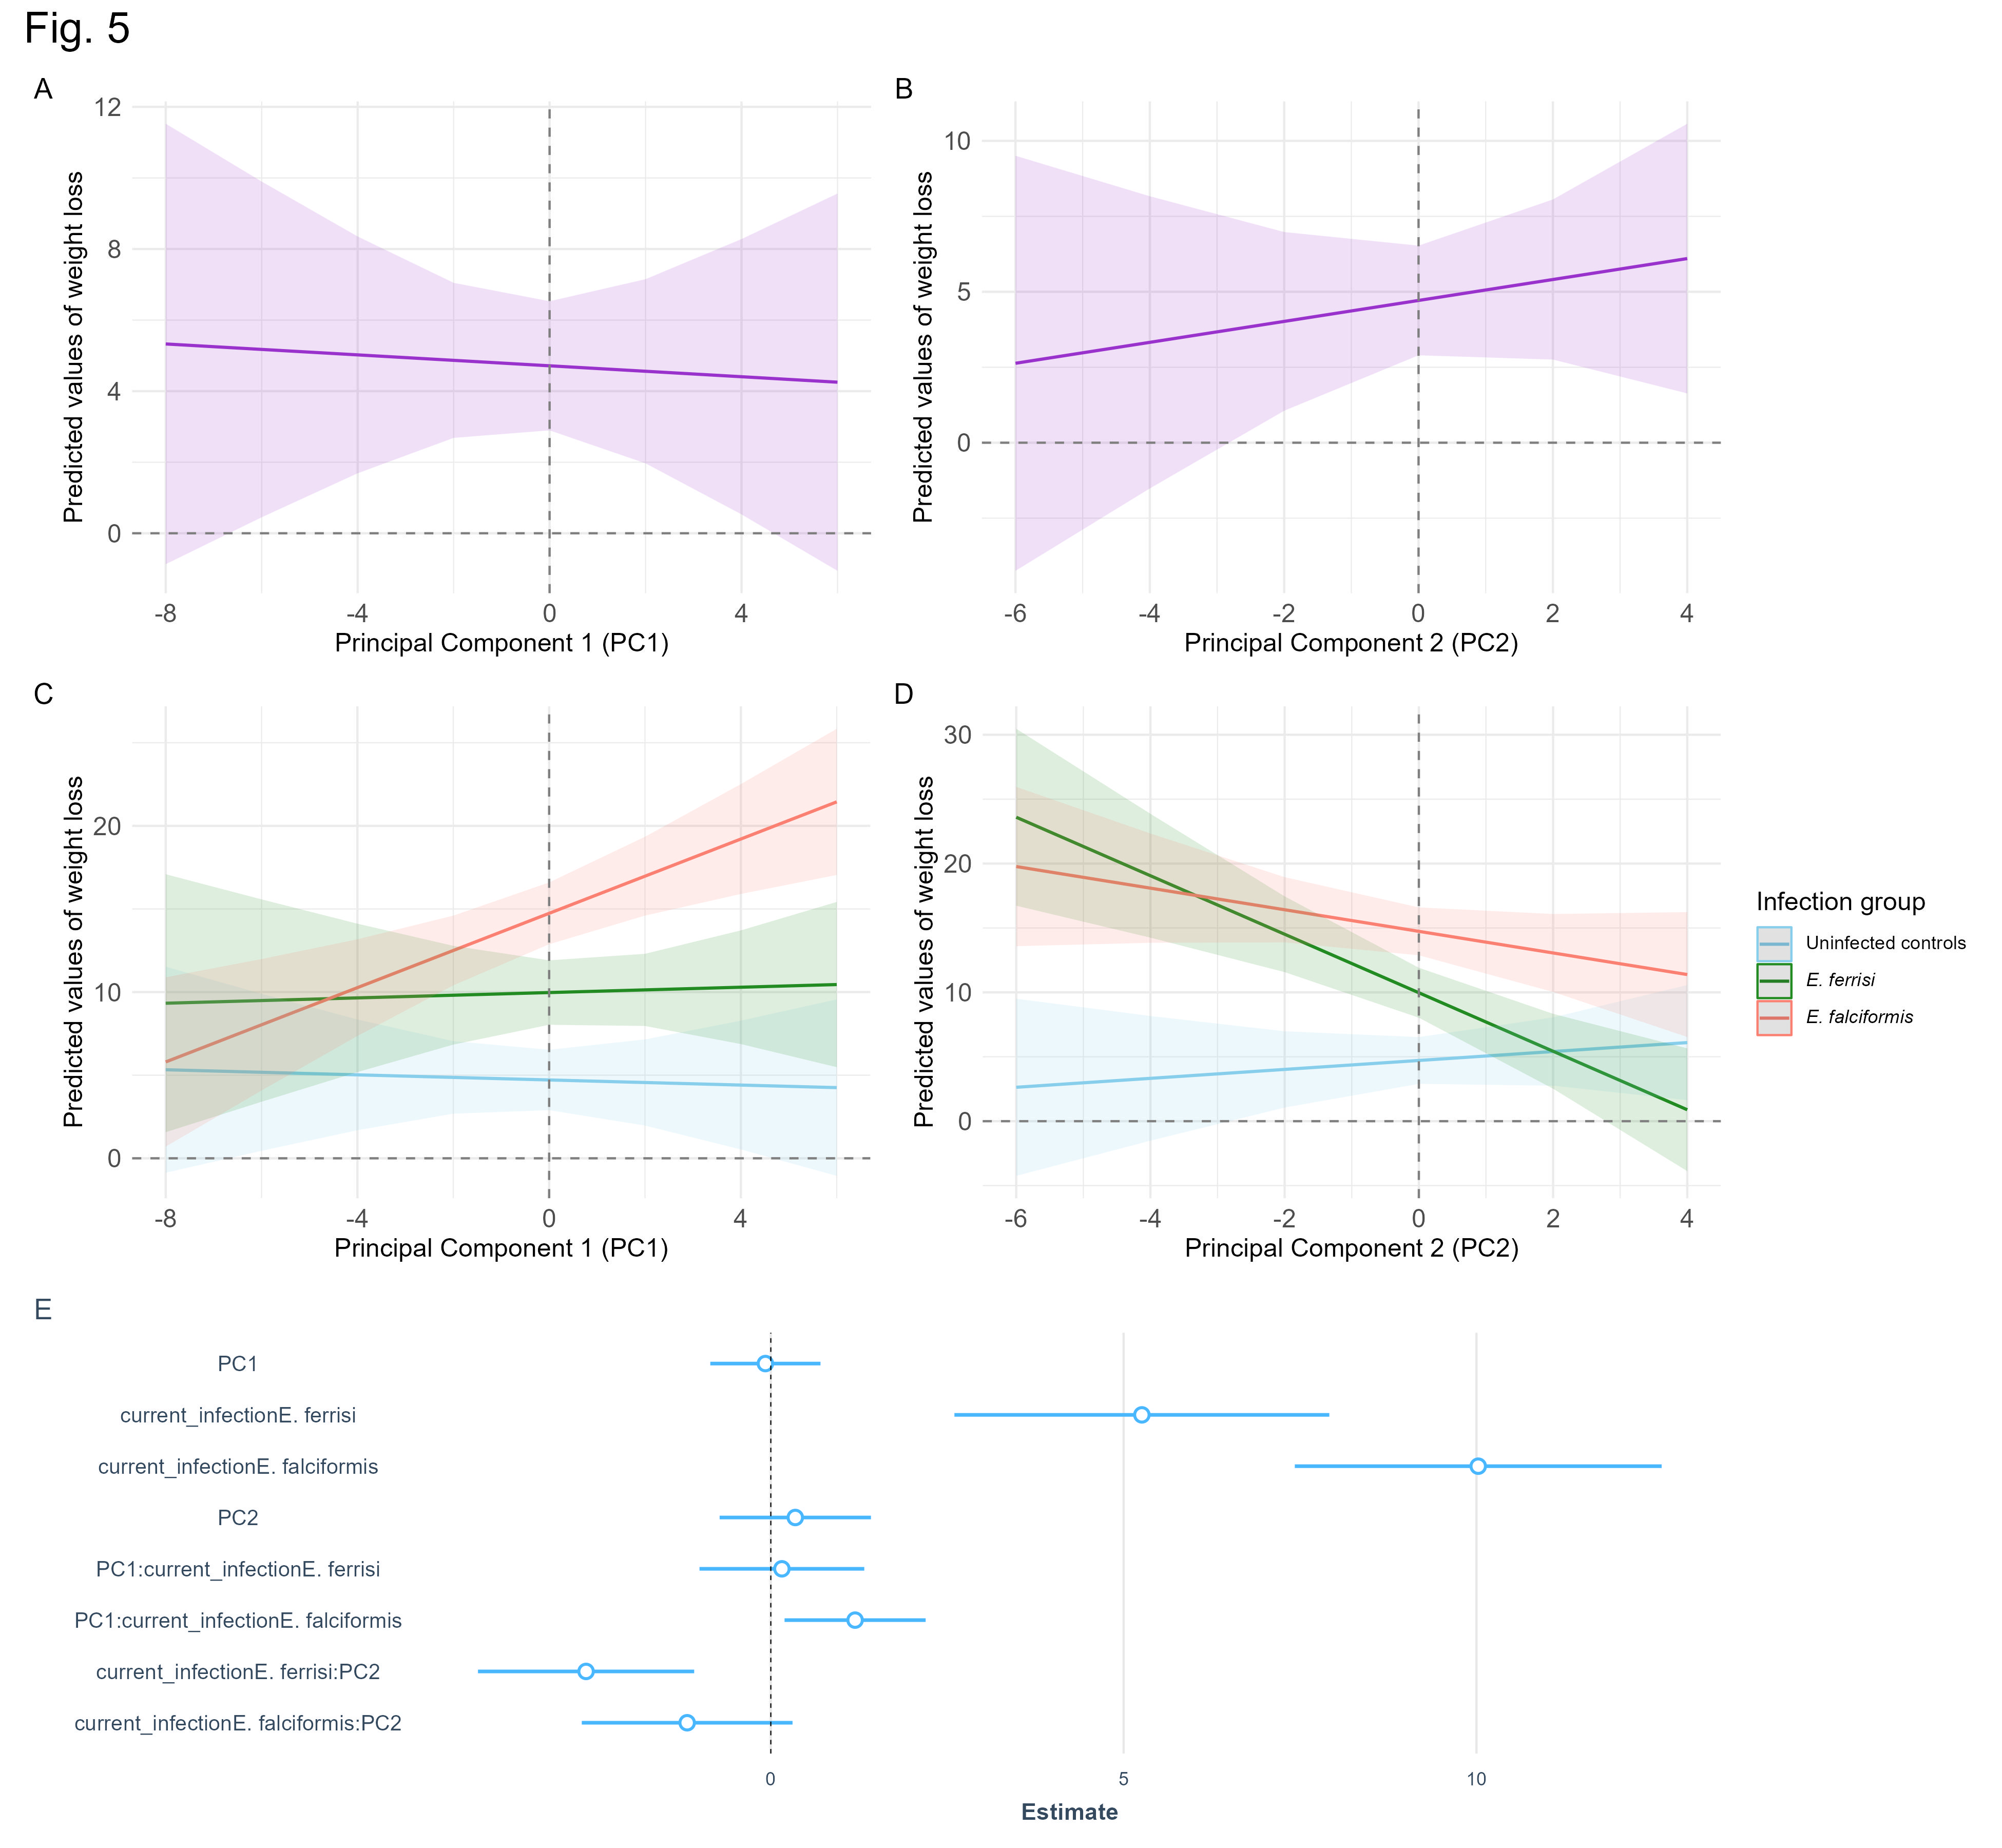 Fig. 5
A
12
8
4
0
Predicted values of weight loss
-8
-4
0
4
Principal Component 1 (PC1)
B
10
5
0
Predicted values of weight loss
-6
-4
-2
0
2
4
Principal Component 2 (PC2)
C
20
10
0
Predicted values of weight loss
-8
-4
0
4
Principal Component 1 (PC1)
D
30
20
10
0
Predicted values of weight loss
-6
-4
-2
0
2
4
Principal Component 2 (PC2)
Infection group
Uninfected controls
E. ferrisi
E. falciformis
E
PC1
current_infectionE. ferrisi
current_infectionE. falciformis
PC2
PC1:current_infectionE. ferrisi
PC1:current_infectionE. falciformis
current_infectionE. ferrisi:PC2
current_infectionE. falciformis:PC2
0
5
10
Estimate